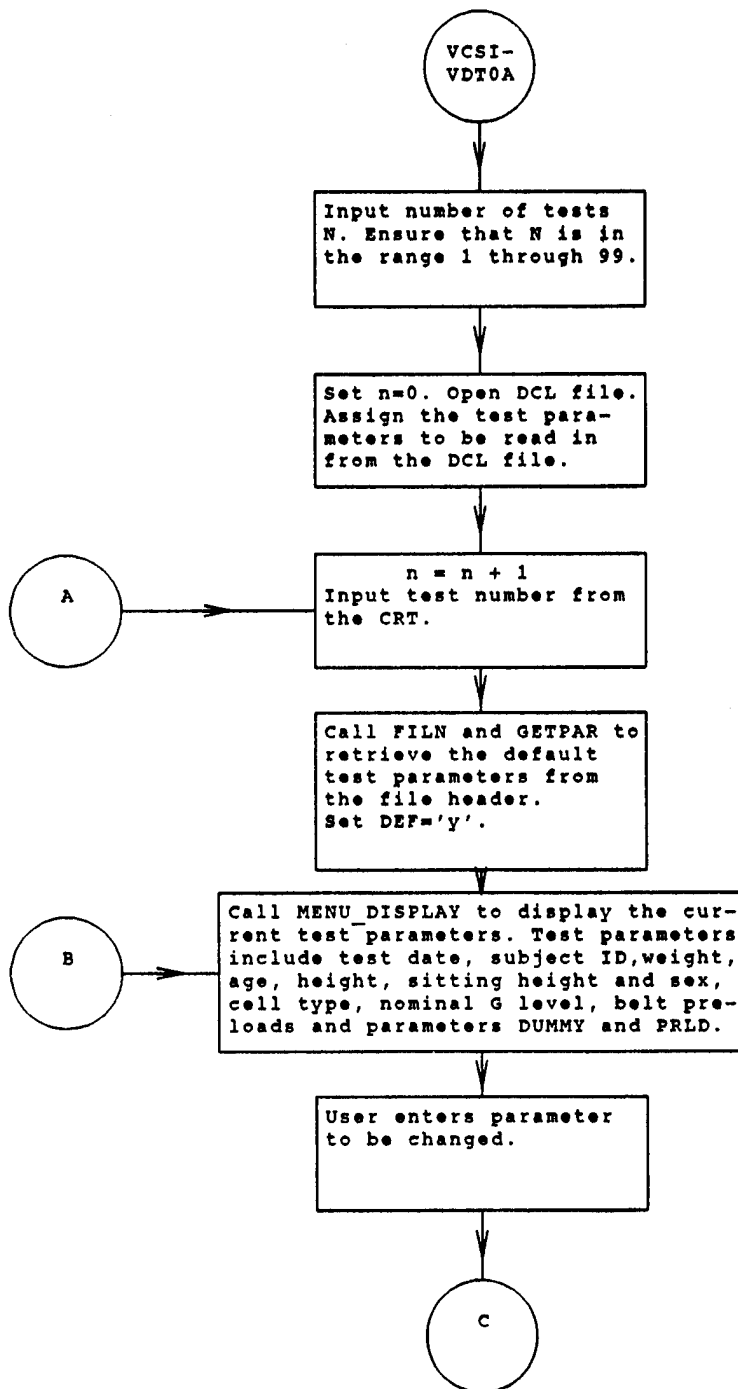 VCSI-
VDT0A
Input number of tests
N. Ensure that N is in
the range 1 through 99.
Set n=0. Open DCL file.
Assign the test para-
meters to be read in
from the DCL file.
A
n = n + 1
Input test number from
the CRT.
Call FILN and GETPAR to
retrieve the default
test parameters from
the file header.
Set DEF='y'.
B
Call MENU_DISPLAY to display the cur-
rent test parameters. Test parameters
include test date, subject ID,weight,
age, height, sitting height and sex,
cell type, nominal G level, belt pre-
loads and parameters DUMMY and PRLD.
User enters parameter
to be changed.
C